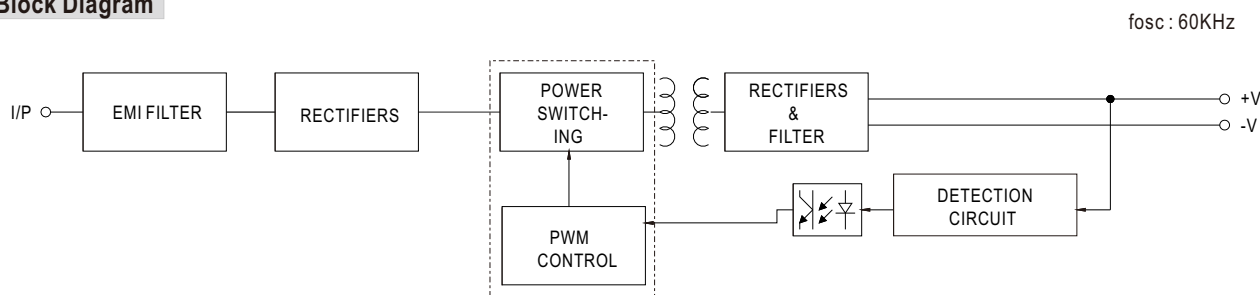 Block Diagram
fosc : 60KHz
I/P
EMI FILTER
RECTIFIERS
POWER
SWITCH-
ING
RECTIFIERS
&
FILTER
+V
-V
DETECTION
CIRCUIT
PWM
CONTROL